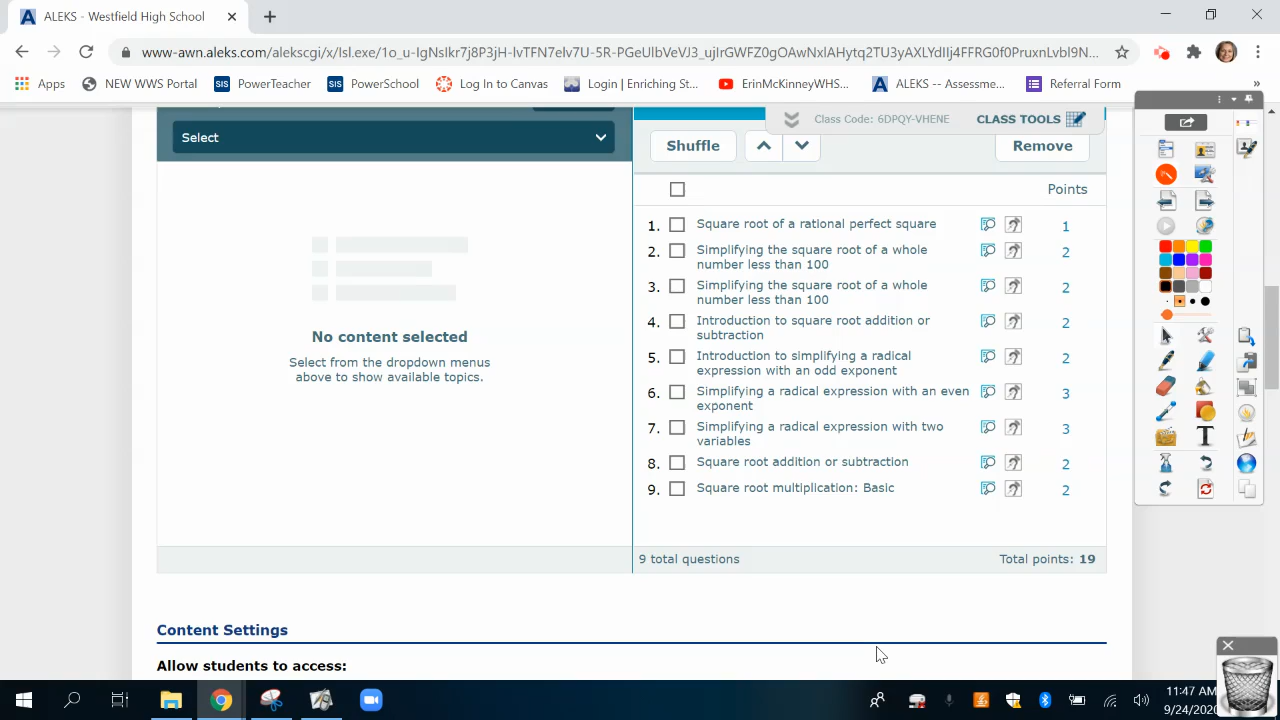 ALEKS - Westfield High School
www-awn.aleks.com/alekscgi/x/Isl.exe/1o_u-IgNsIkr7j8P3jH-lvTFN7elv7U-5R-PGeUlbVeVJ3_ujIrGWFZ0gOAwNxlAHytq2TU3yAXLYdIlj4FFRG0f0PruxnLvbl9N...
Apps
NEW WWS PORTAL
SIS PowerTeacher
SIS PowerSchool
Log In to Canvas
Login | Enriching St...
ErinMcKinneyWHS...
ALEKS -- Assessme...
Referral Form
»
Class Code: 6DPQY-VHENE
CLASS TOOLS
Select
Shuffle
Remove
Points
1. Square root of a rational perfect square 1
2. Simplifying the square root of a whole 2
number less than 100
3. Simplifying the square root of a whole 2
number less than 100
4. Introduction to square root addition or 2
subtraction
5. Introduction to simplifying a radical 2
expression with an odd exponent
6. Simplifying a radical expression with an even 3
exponent
7. Simplifying a radical expression with two 3
variables
8. Square root addition or subtraction 2
9. Square root multiplication: Basic 2
No content selected
Select from the dropdown menus
above to show available topics.
9 total questions
Total points: 19
Content Settings
Allow students to access:
T
11:47 AM